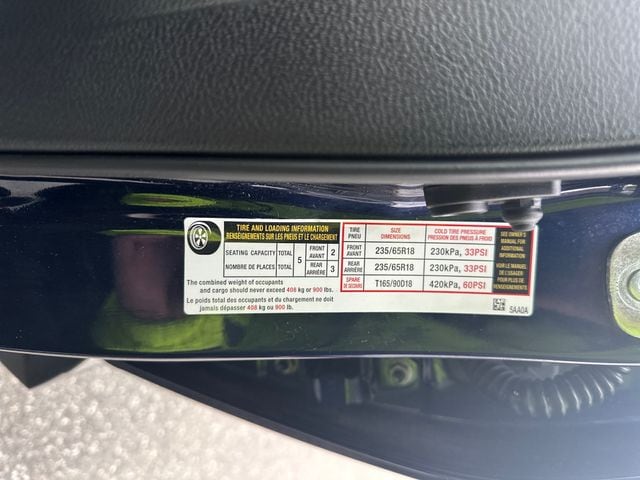 TIRE AND LOADING INFORMATION
RENSEIGNEMENTS SUR LES PNEUS ET LE CHARGEMENT
SEATING CAPACITY TOTAL 5 FRONT AVANT 2
NOMBRE DE PLACES TOTAL REAR ARRIÈRE 3
The combined weight of occupants
and cargo should never exceed 408 kg or 900 lbs.
Le poids total des occupants et du chargement ne doit
jamais dépasser 408 kg ou 900 lb.
TIRE PNEU SIZE DIMENSIONS COLD TIRE PRESSURE PRESSION DES PNEUS À FROID
FRONT AVANT 235/65R18 230kPa, 33PSI
REAR ARRIÈRE 235/65R18 230kPa, 33PSI
SPARE DE SECOURS T165/90D18 420kPa, 60PSI
SEE OWNER'S
MANUAL FOR
ADDITIONAL
INFORMATION
VOIR LE MANUEL
DE L'USAGER
POUR PLUS DE
RENSEIGNEMENTS
5AA0A